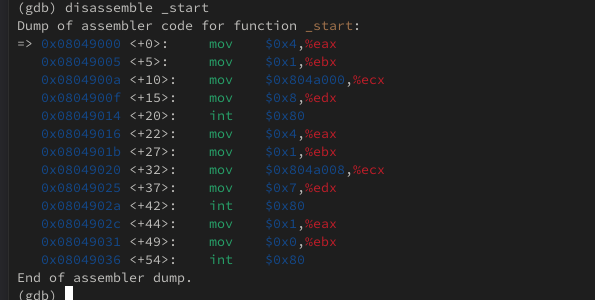 (gdb) disassemble _start
Dump of assembler code for function _start:
=> 0x08049000 <+0>:	mov    $0x4,%eax
   0x08049005 <+5>:	mov    $0x1,%ebx
   0x0804900a <+10>:	mov    $0x804a000,%ecx
   0x0804900f <+15>:	mov    $0x8,%edx
   0x08049014 <+20>:	int    $0x80
   0x08049016 <+22>:	mov    $0x4,%eax
   0x0804901b <+27>:	mov    $0x1,%ebx
   0x08049020 <+32>:	mov    $0x804a008,%ecx
   0x08049025 <+37>:	mov    $0x7,%edx
   0x0804902a <+42>:	int    $0x80
   0x0804902c <+44>:	mov    $0x1,%eax
   0x08049031 <+49>:	mov    $0x0,%ebx
   0x08049036 <+54>:	int    $0x80
End of assembler dump.
(gdb)